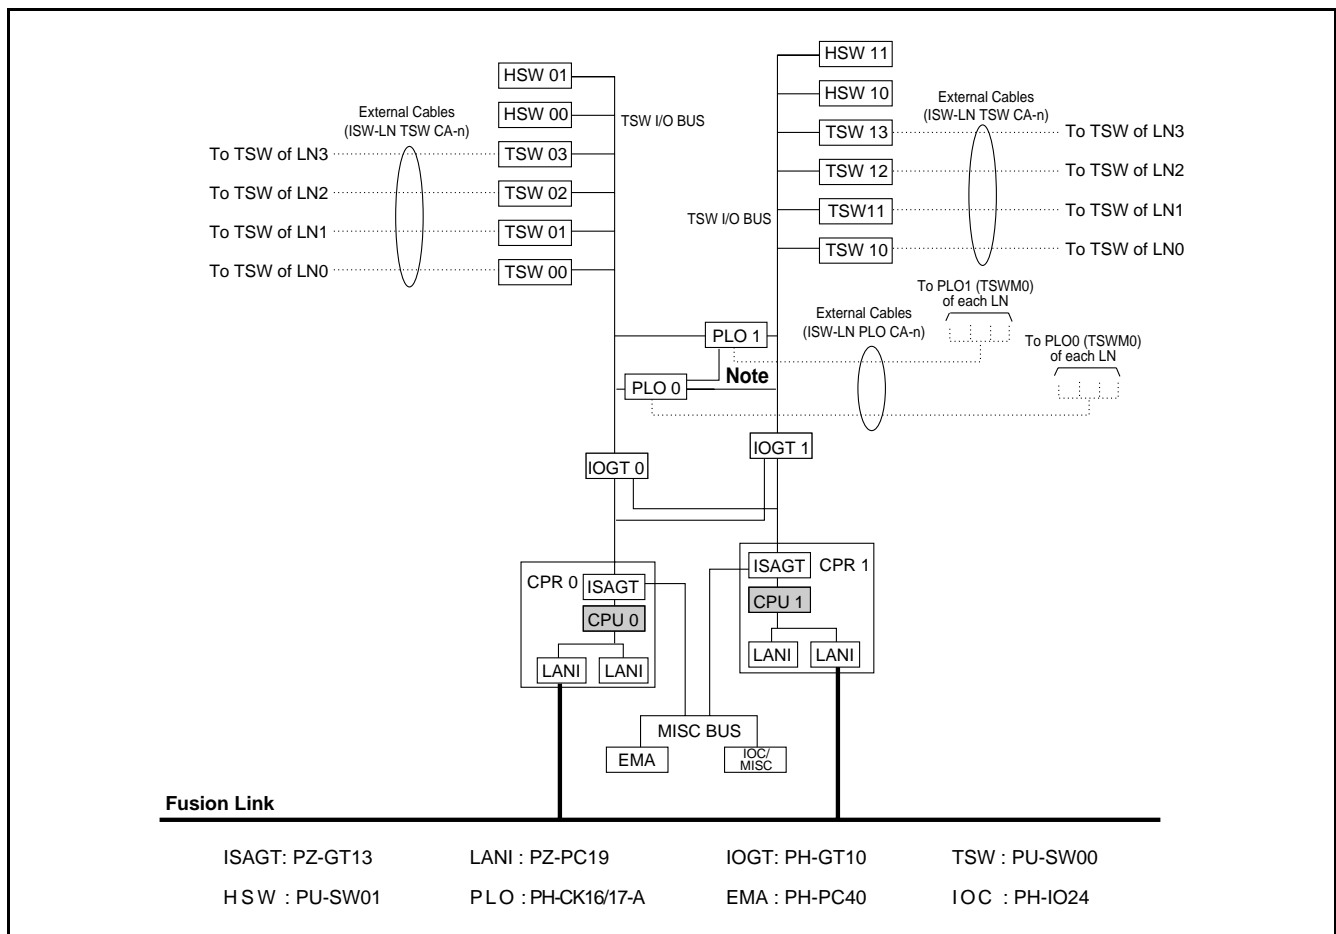 HSW 11
HSW 01
HSW 10
External Cables
(ISW-LN TSW CA-n)
HSW 00
TSW I/O BUS
External Cables
(ISW-LN TSW CA-n)
TSW 13
To TSW of LN3
To TSW of LN3
TSW 03
TSW 12
To TSW of LN2
To TSW of LN2
TSW 02
TSW I/O BUS
TSW11
To TSW of LN1
To TSW of LN1
TSW 01
TSW 10
To TSW of LN0
To TSW of LN0
TSW 00
To PLO1 (TSWM0)
of each LN
External Cables
(ISW-LN PLO CA-n)
PLO 1
To PLO0 (TSWM0)
of each LN
Note
PLO 0
IOGT 1
IOGT 0
ISAGT
CPR 1
CPR 0
ISAGT
CPU 1
CPU 0
LANI
LANI
LANI
LANI
MISC BUS
EMA
IOC/
MISC
Fusion Link
ISAGT: PZ-GT13
LANI : PZ-PC19
IOGT: PH-GT10
TSW : PU-SW00
HSW : PU-SW01
PLO : PH-CK16/17-A
EMA : PH-PC40
IOC : PH-IO24